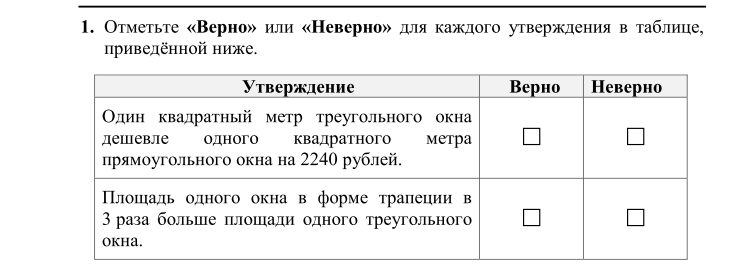 1. Отметьте «Верно» или «Неверно» для каждого утверждения в таблице,
приведённой ниже.
Утверждение Верно Неверно
Один квадратный метр треугольного окна
дешевле одного квадратного метра
прямоугольного окна на 2240 рублей.
Площадь одного окна в форме трапеции в
3 раза больше площади одного треугольного
окна.